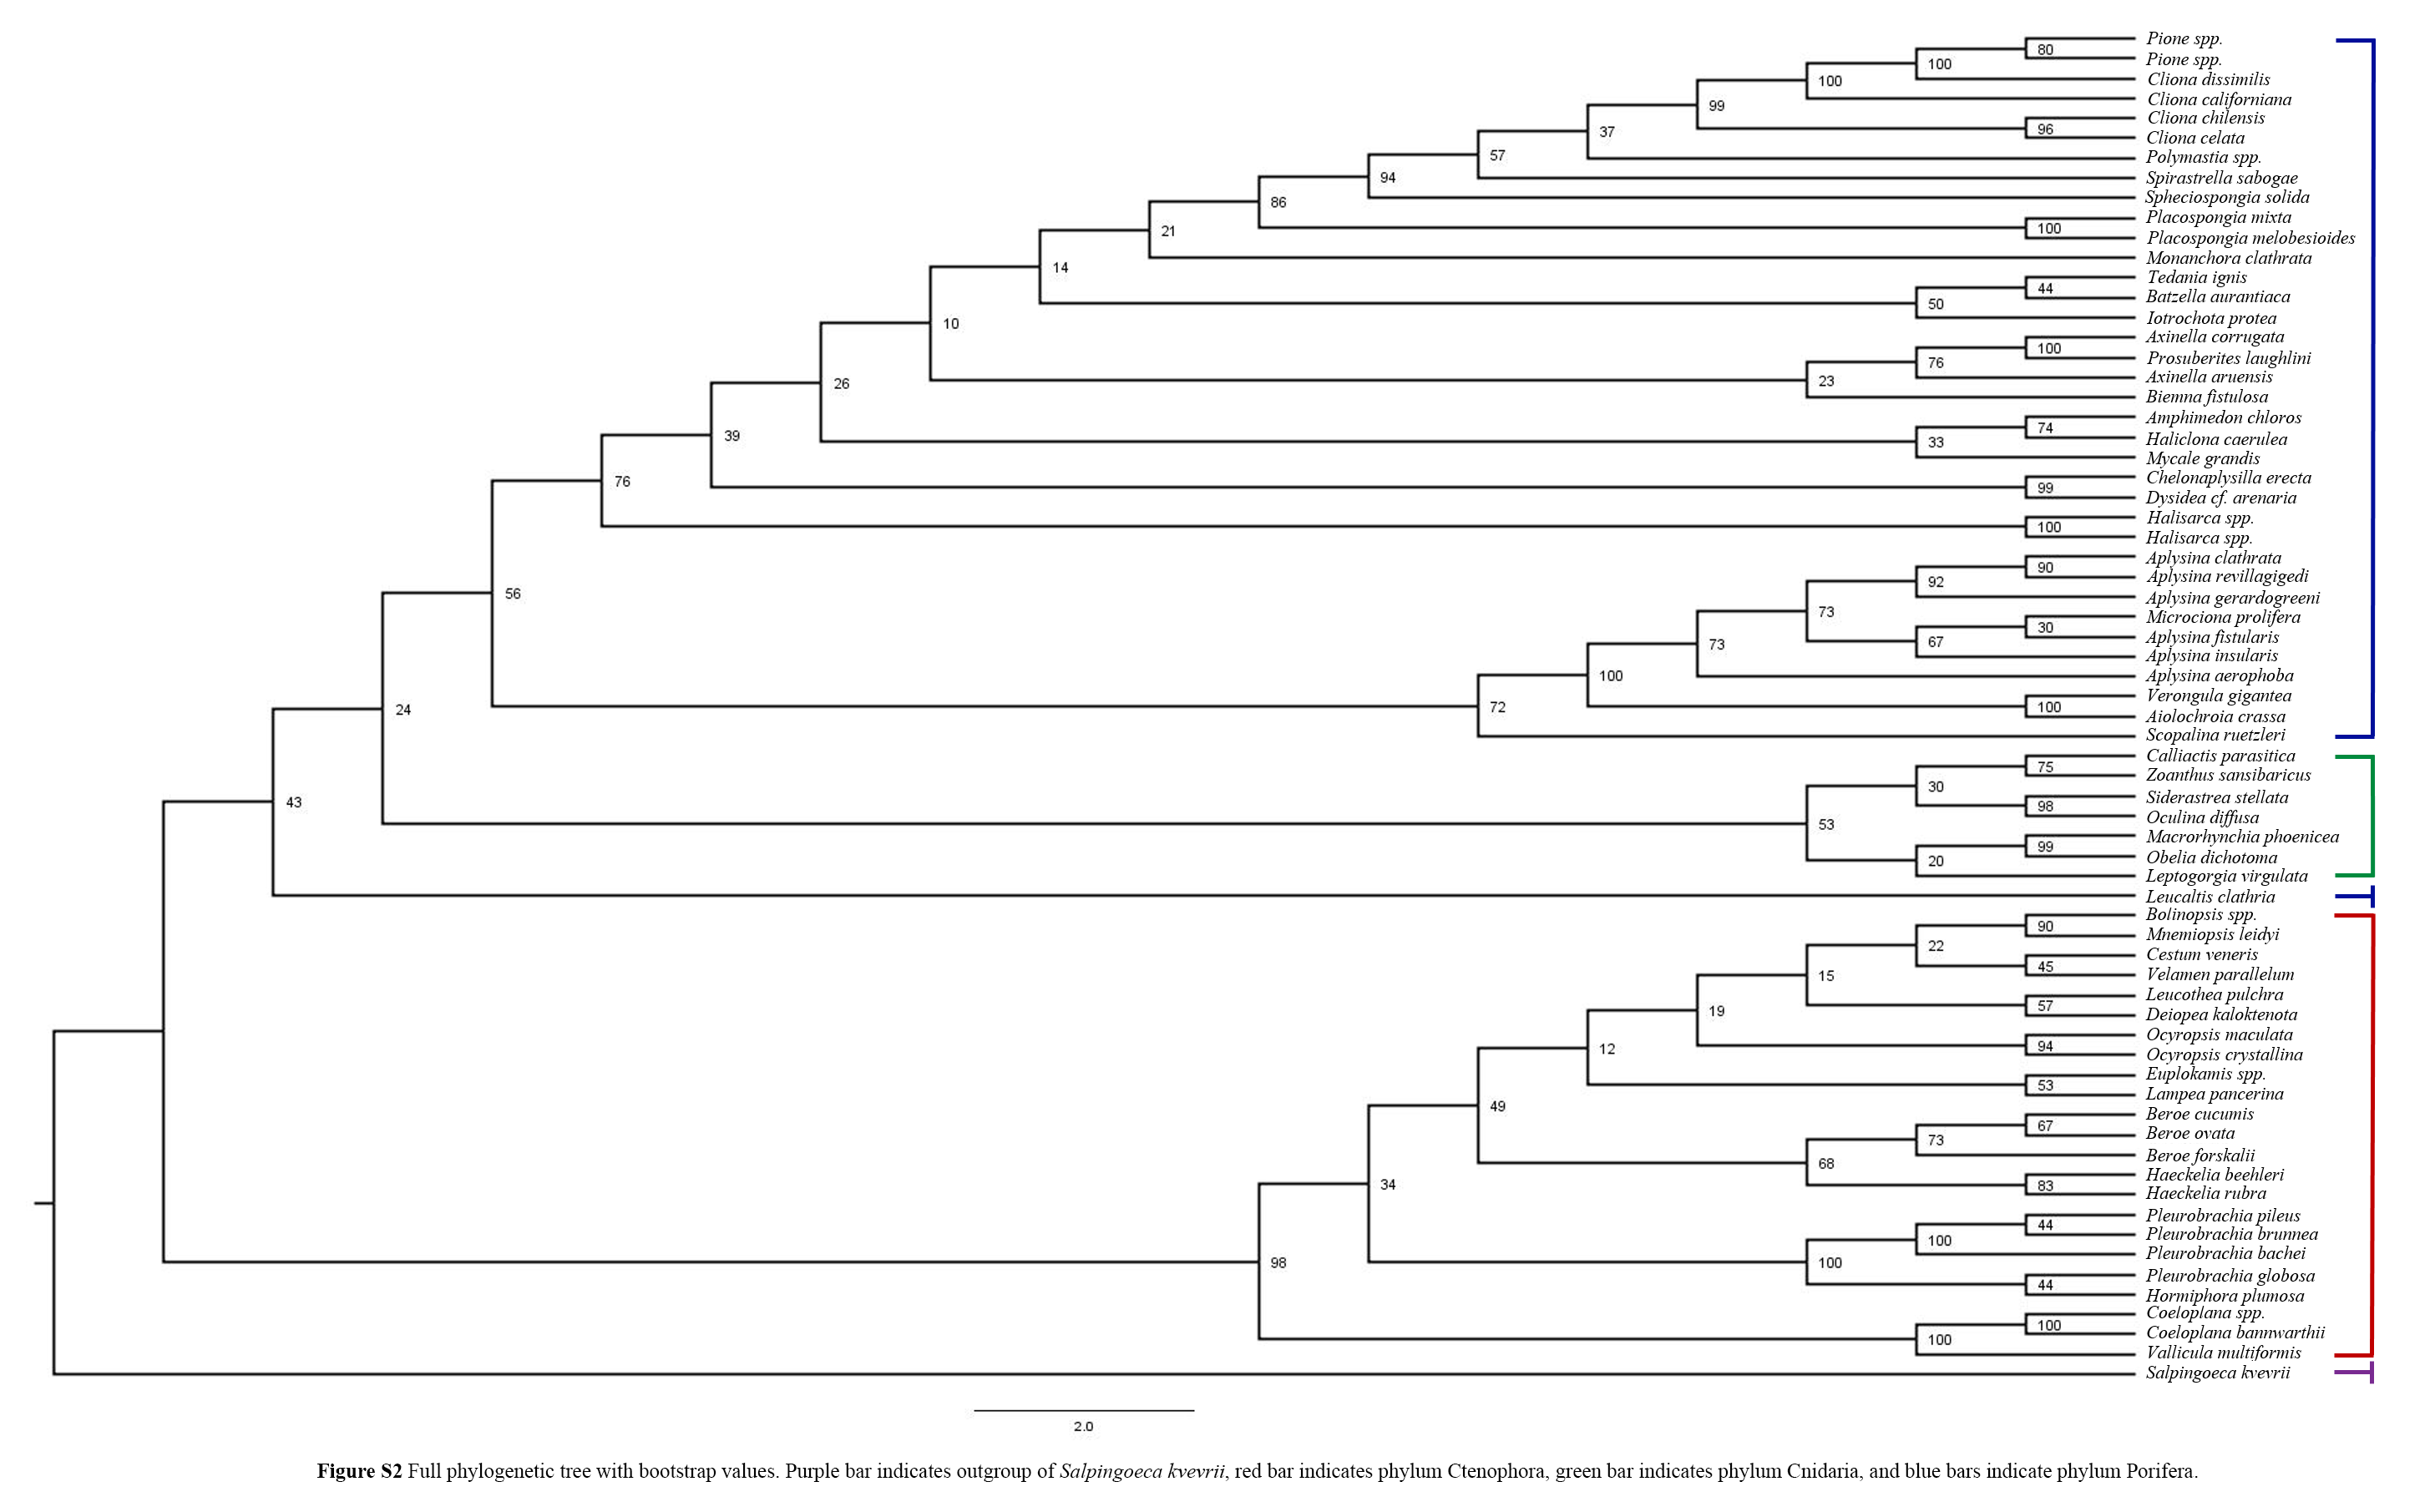 Pione spp.
80
Pione spp.
100
Cliona dissimilis
100
Cliona californiana
99
Cliona chilensis
96
Cliona celata
37
Polymastia spp.
57
Spirastrella sabogae
94
Spheciospongia solida
86
Placospongia mixta
100
Placospongia melobesioides
21
Monanchora clathrata
14
Tedania ignis
44
Batzella aurantiaca
50
Iotrochota protea
10
Axinella corrugata
100
Prosuberites laughlini
76
Axinella aruensis
23
Biemna fistulosa
26
Amphimedon chloros
74
Haliclona caerulea
33
Mycale grandis
39
Chelonaplysilla erecta
99
Dysidea cf. arenaria
76
Halisarca spp.
100
Halisarca spp.
56
Aplysina clathrata
90
Aplysina revillagigedi
92
Aplysina gerardogreeni
73
Microciona prolifera
30
Aplysina fistularis
67
Aplysina insularis
73
Aplysina aerophoba
100
Verongula gigantea
100
Aiolochroia crassa
72
Scopalina ruetzleri
24
Calliactis parasitica
75
Zoanthus sansibaricus
30
Siderastrea stellata
98
Oculina diffusa
53
Macrorhynchia phoenicea
99
Obelia dichotoma
20
Leptogorgia virgulata
43
Leucaltis clathria
Bolinopsis spp.
90
Mnemiopsis leidyi
22
Cestum veneris
45
Velamen parallelum
15
Leucothea pulchra
57
Deiopea kaloktenota
19
Ocyropsis maculata
94
Ocyropsis crystallina
12
Euplokamis spp.
53
Lampea pancerina
49
Beroe cucumis
67
Beroe ovata
73
Beroe forskalii
68
Haeckelia beehleri
83
Haeckelia rubra
34
Pleurobrachia pileus
44
Pleurobrachia brunnea
100
Pleurobrachia bachei
100
Pleurobrachia globosa
44
Hormiphora plumosa
98
Coeloplana spp.
100
Coeloplana bannwarthii
100
Vallicula multiformis
Salpingoeca kvevrii
2.0
Figure S2 Full phylogenetic tree with bootstrap values. Purple bar indicates outgroup of Salpingoeca kvevrii, red bar indicates phylum Ctenophora, green bar indicates phylum Cnidaria, and blue bars indicate phylum Porifera.